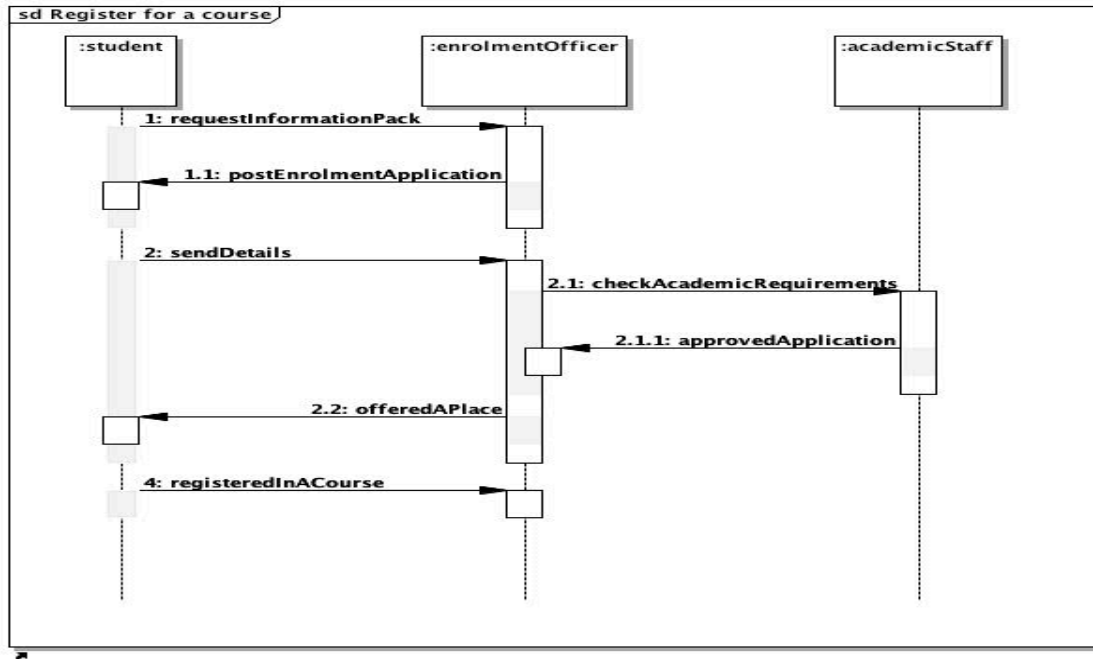 sd Register for a course
:student
:enrolmentOfficer
:academicStaff
1: requestInformationPack
1.1: postEnrolmentApplication
2: sendDetails
2.1: checkAcademicRequirements
2.1.1: approvedApplication
2.2: offeredAPlace
4: registeredInACourse